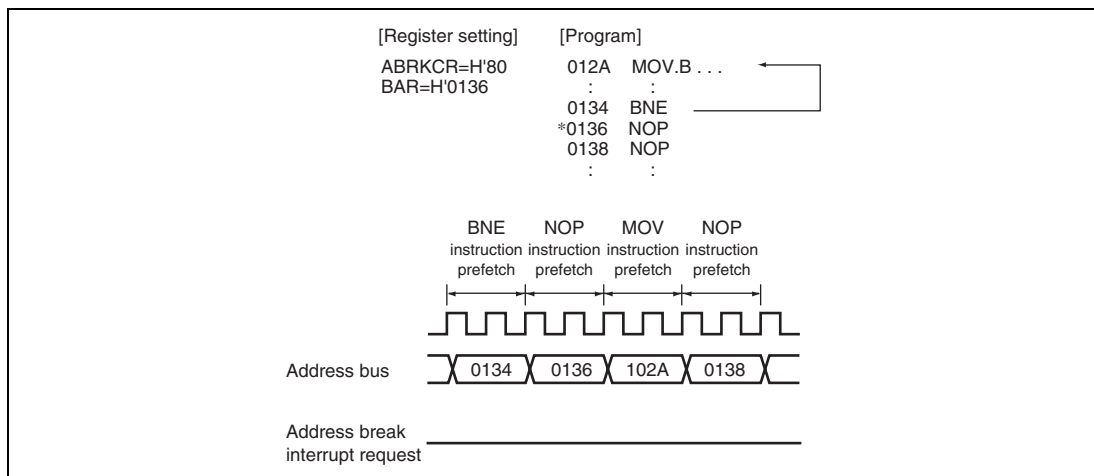 [Register setting] [Program]
ABRKCR=H'80 012A MOV.B . . .
BAR=H'0136 : :
0134 BNE
*0136 NOP
0138 NOP
: :
BNE NOP MOV NOP
instruction instruction instruction instruction
prefetch prefetch prefetch prefetch
Address bus 0134 0136 102A 0138
Address break
interrupt request